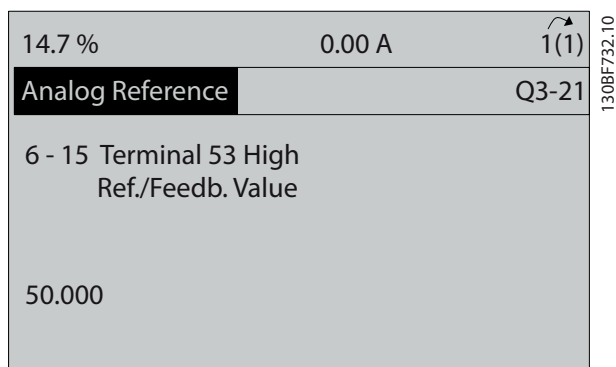 14.7 % 0.00 A 1(1)
Analog Reference Q3-21
6 - 15 Terminal 53 High
Ref./Feedb. Value
50.000
130BF732.10